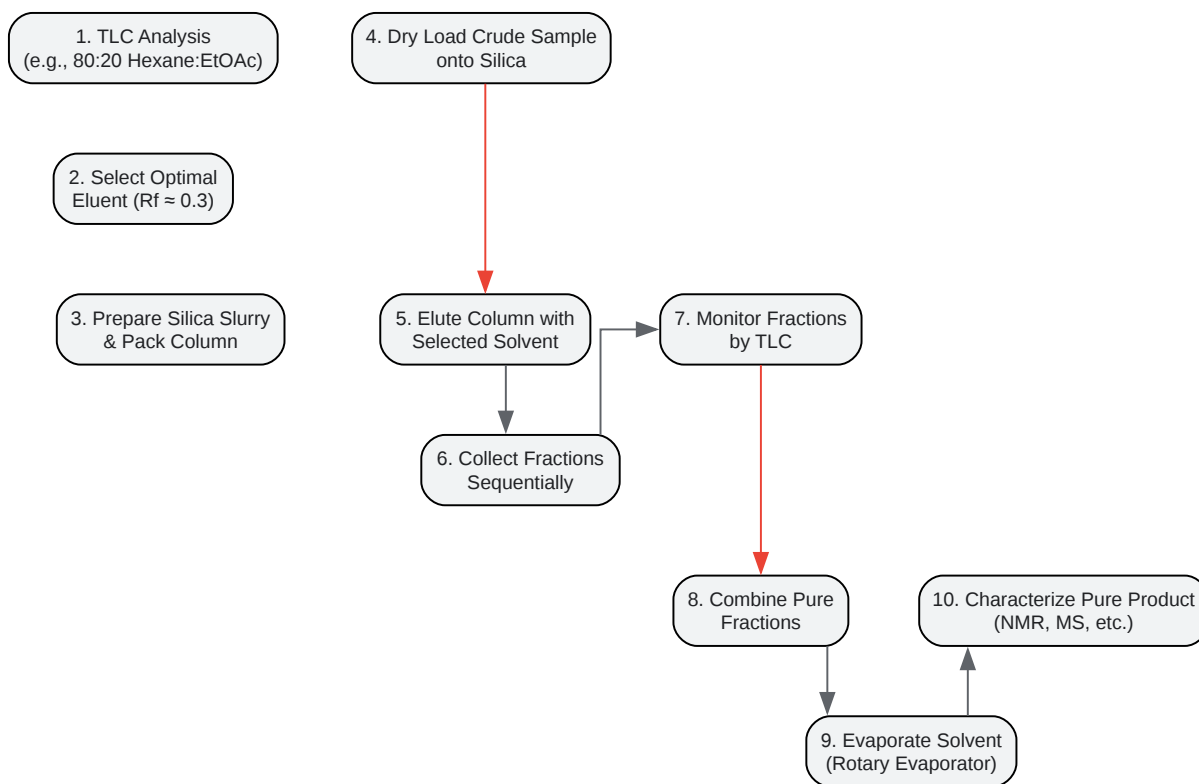 1. TLC Analysis
(e.g., 80:20 Hexane:EtOAc)
2. Select Optimal
Eluent (Rf ≈ 0.3)
3. Prepare Silica Slurry
& Pack Column
4. Dry Load Crude Sample
onto Silica
5. Elute Column with
Selected Solvent
6. Collect Fractions
Sequentially
7. Monitor Fractions
by TLC
8. Combine Pure
Fractions
9. Evaporate Solvent
(Rotary Evaporator)
10. Characterize Pure Product
(NMR, MS, etc.)